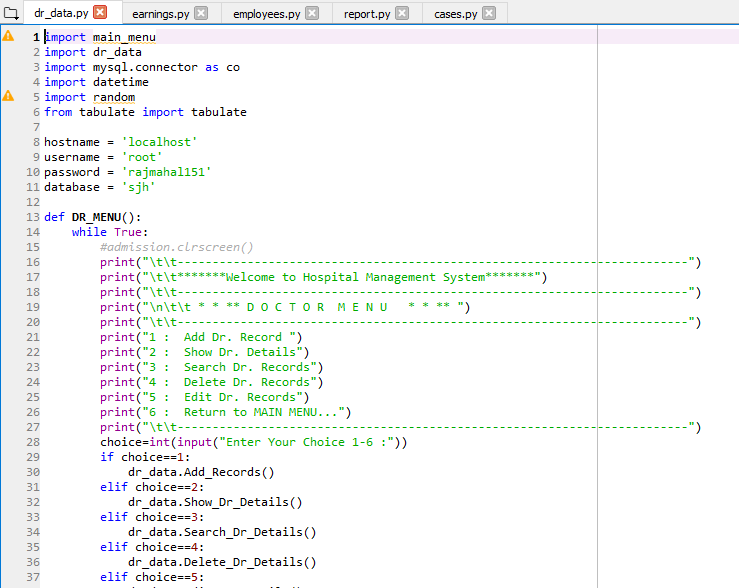 dr_data.py earnings.py employees.py report.py cases.py
1 import main_menu
2 import dr_data
3 import mysql.connector as co
4 import datetime
5 import random
6 from tabulate import tabulate
7
8 hostname = 'localhost'
9 username = 'root'
10 password = 'rajmahal151'
11 database = 'sjh'
12
13 def DR_MENU():
14     while True:
15         #admission.clrscreen()
16         print("\t\t-------------------------------------------------------------------------")
17         print("\t\t*******Welcome to Hospital Management System*******")
18         print("\t\t-------------------------------------------------------------------------")
19         print("\n\t\t * * ** D O C T O R  M E N U   * * ** ")
20         print("\t\t-------------------------------------------------------------------------")
21         print("1 :  Add Dr. Record ")
22         print("2 :  Show Dr. Details")
23         print("3 :  Search Dr. Records")
24         print("4 :  Delete Dr. Records")
25         print("5 :  Edit Dr. Records")
26         print("6 :  Return to MAIN MENU...")
27         print("\t\t-------------------------------------------------------------------------")
28         choice=int(input("Enter Your Choice 1-6 :"))
29         if choice==1:
30             dr_data.Add_Records()
31         elif choice==2:
32             dr_data.Show_Dr_Details()
33         elif choice==3:
34             dr_data.Search_Dr_Details()
35         elif choice==4:
36             dr_data.Delete_Dr_Details()
37         elif choice==5: